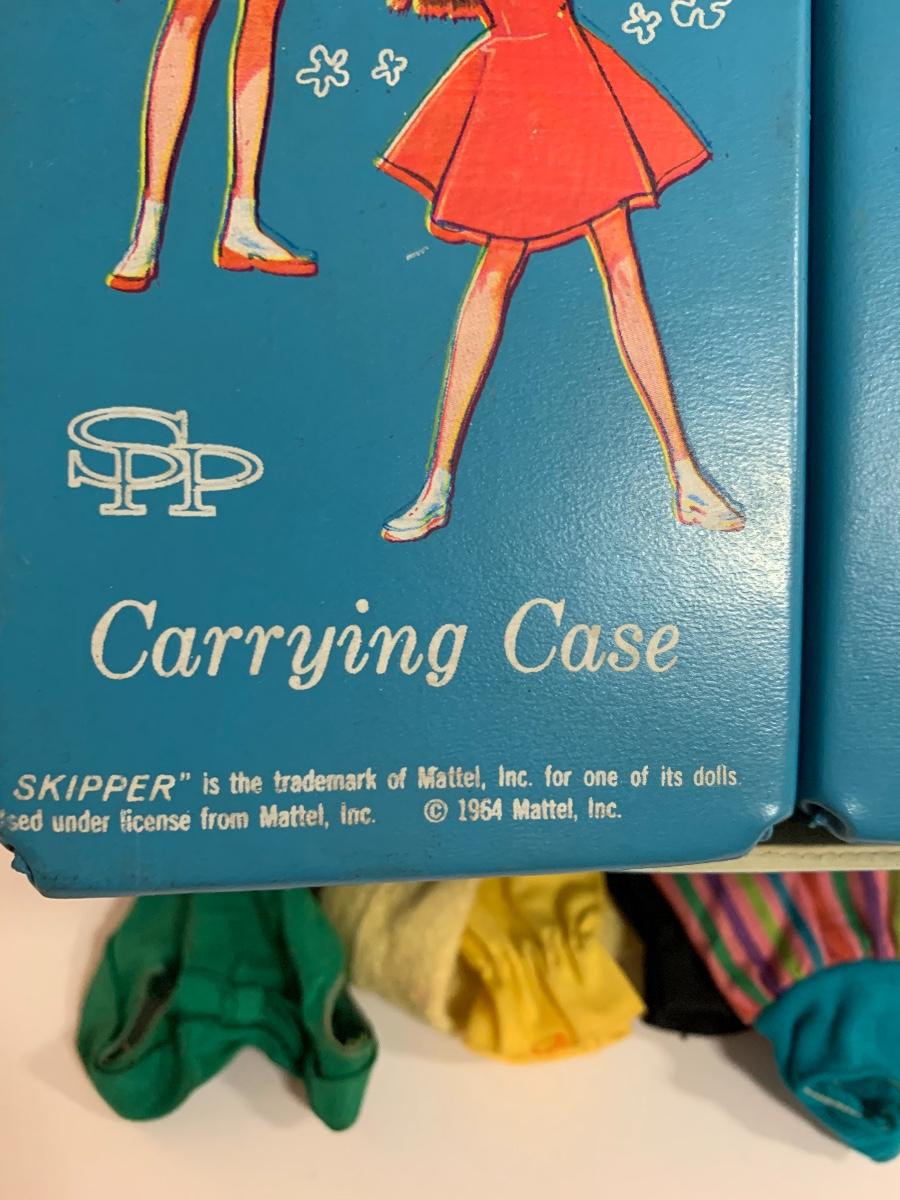 SPP
Carrying Case
SKIPPER" is the trademark of Mattel, Inc. for one of its dolls.
sed under license from Mattel, Inc. © 1964 Mattel, Inc.